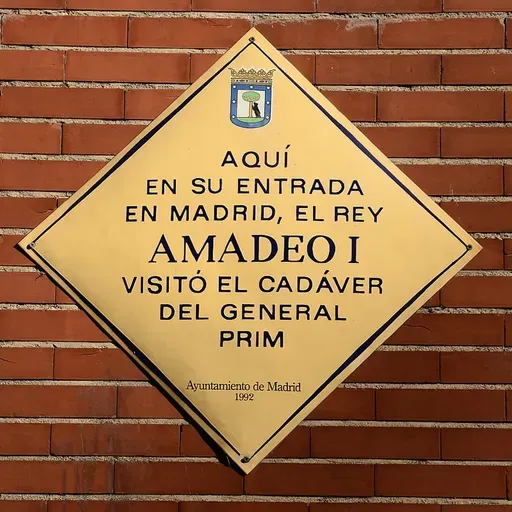 AQUÍ
EN SU ENTRADA
EN MADRID, EL REY
AMADEO I
VISITÓ EL CADÁVER
DEL GENERAL
PRIM
Ayuntamiento de Madrid
1992